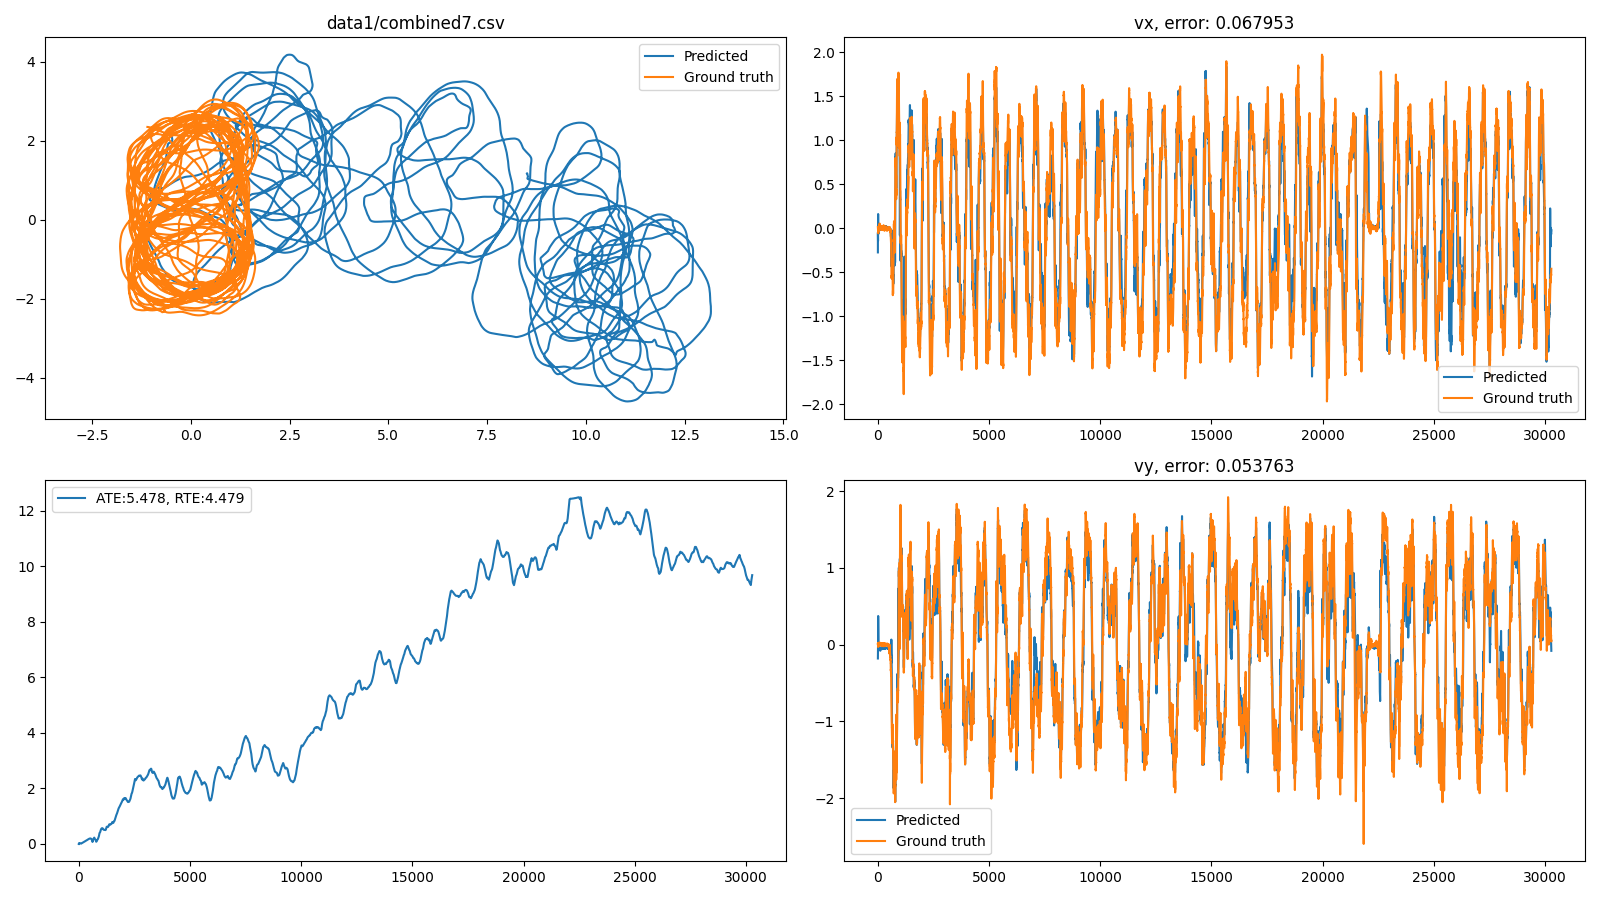 data1/combined7.csv
Predicted
Ground truth
4
2
0
−2
−4
−2.5 0.0 2.5 5.0 7.5 10.0 12.5 15.0
vx, error: 0.067953
2.0
1.5
1.0
0.5
0.0
−0.5
−1.0
−1.5
−2.0
Predicted
Ground truth
0 5000 10000 15000 20000 25000 30000
ATE:5.478, RTE:4.479
12
10
8
6
4
2
0
0 5000 10000 15000 20000 25000 30000
vy, error: 0.053763
2
1
0
−1
−2
Predicted
Ground truth
0 5000 10000 15000 20000 25000 30000